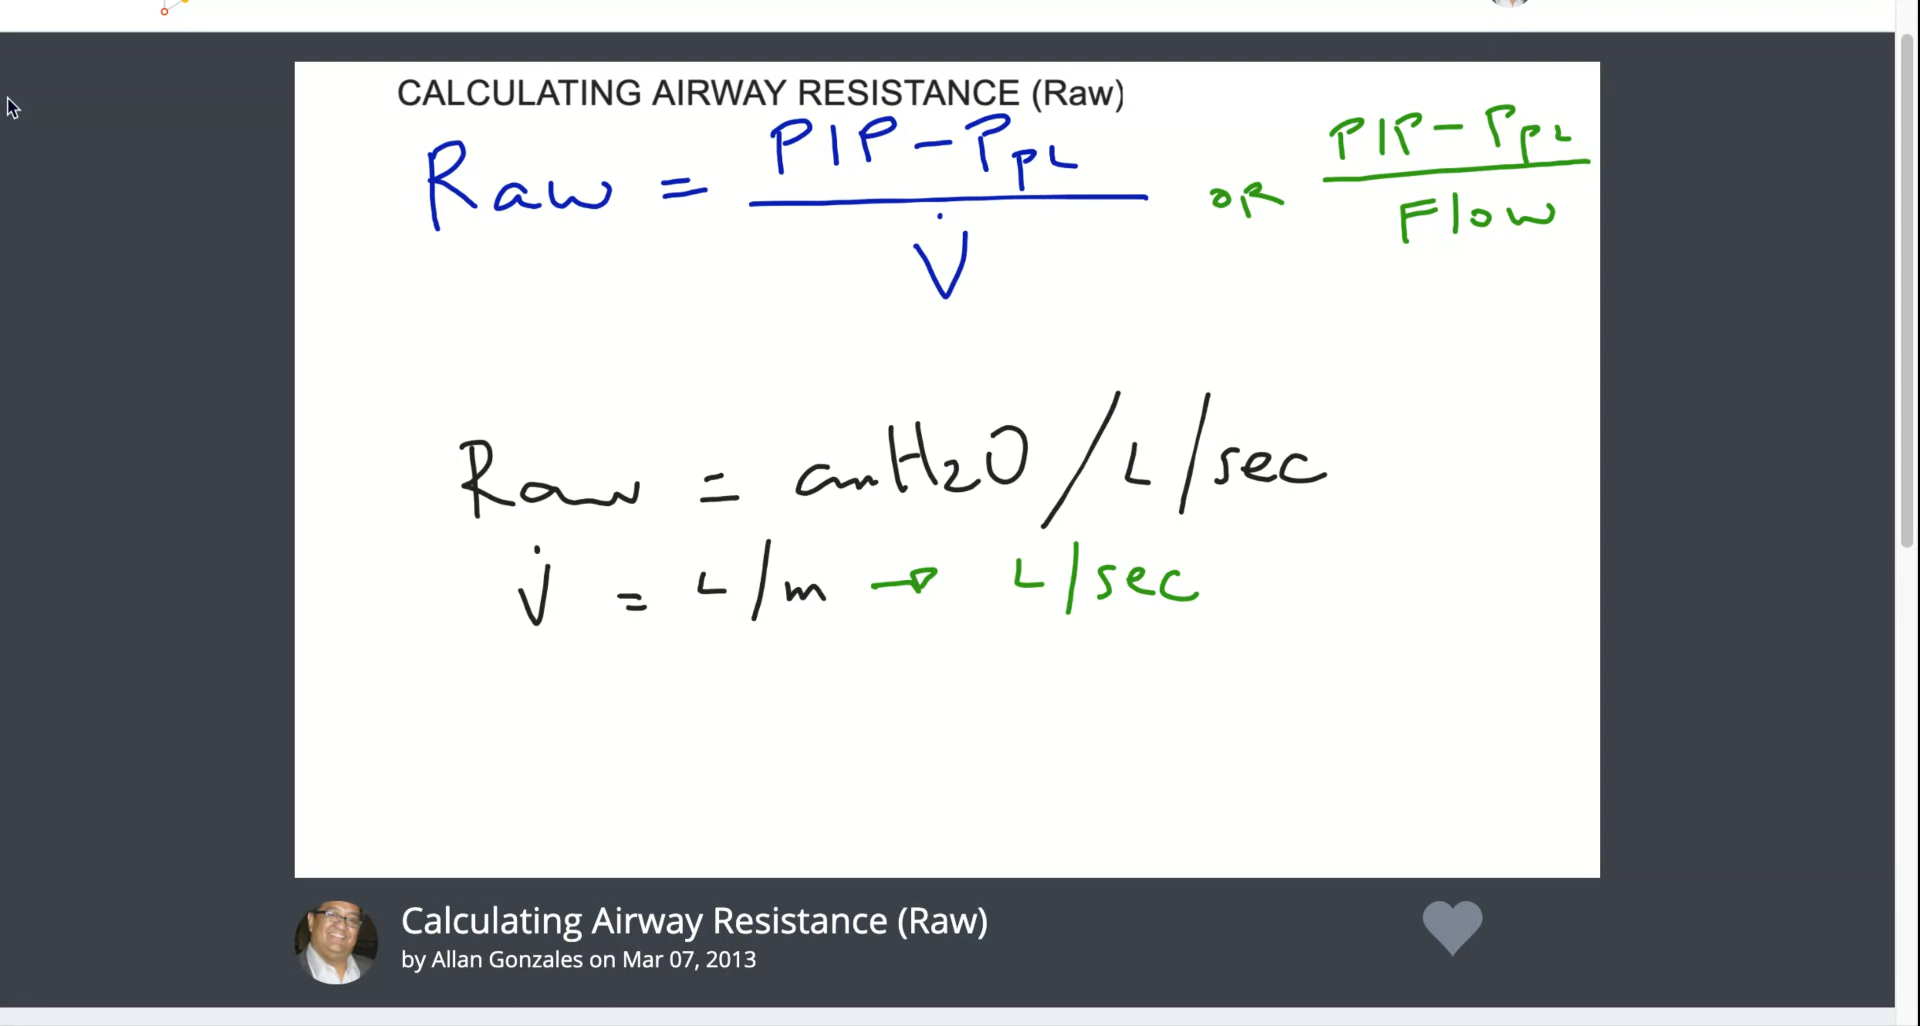 CALCULATING AIRWAY RESISTANCE (Raw)
Raw = PIP - PPL / V̇ OR PIP - PPL / Flow
Raw = cmH2O / L / sec
V̇ = L/m → L/sec
Calculating Airway Resistance (Raw)
by Allan Gonzales on Mar 07, 2013